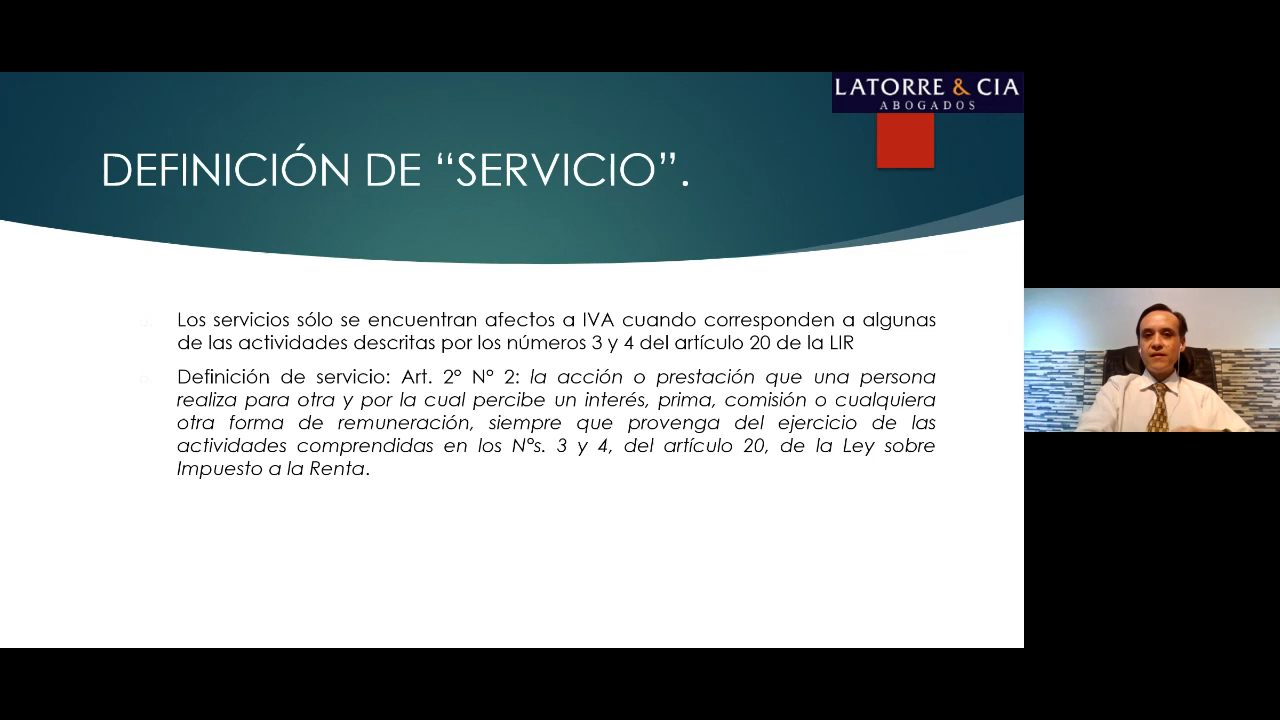 LATORRE & CIA
ABOGADOS
DEFINICIÓN DE “SERVICIO”.
Los servicios sólo se encuentran afectos a IVA cuando corresponden a algunas
de las actividades descritas por los números 3 y 4 del artículo 20 de la LIR
Definición de servicio: Art. 2° N° 2: la acción o prestación que una persona
realiza para otra y por la cual percibe un interés, prima, comisión o cualquiera
otra forma de remuneración, siempre que provenga del ejercicio de las
actividades comprendidas en los N°s. 3 y 4, del artículo 20, de la Ley sobre
Impuesto a la Renta.